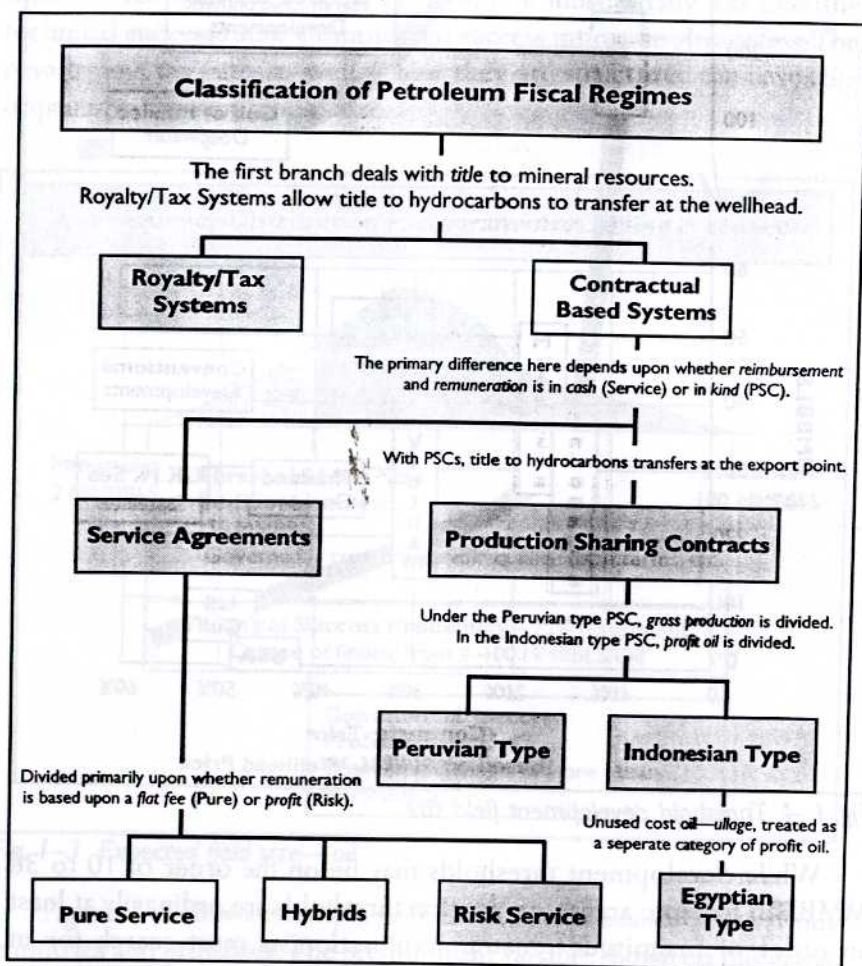 Classification of Petroleum Fiscal Regimes
The first branch deals with title to mineral resources.
Royalty/Tax Systems allow title to hydrocarbons to transfer at the wellhead.
Royalty/Tax
Systems
Contractual
Based Systems
The primary difference here depends upon whether reimbursement
and remuneration is in cash (Service) or in kind (PSC).
With PSCs, title to hydrocarbons transfers at the export point.
Service Agreements
Production Sharing Contracts
Under the Peruvian type PSC, gross production is divided.
In the Indonesian type PSC, profit oil is divided.
Peruvian Type
Indonesian Type
Divided primarily upon whether remuneration
is based upon a flat fee (Pure) or profit (Risk).
Unused cost oil—ullage, treated as
a seperate category of profit oil.
Pure Service
Hybrids
Risk Service
Egyptian
Type